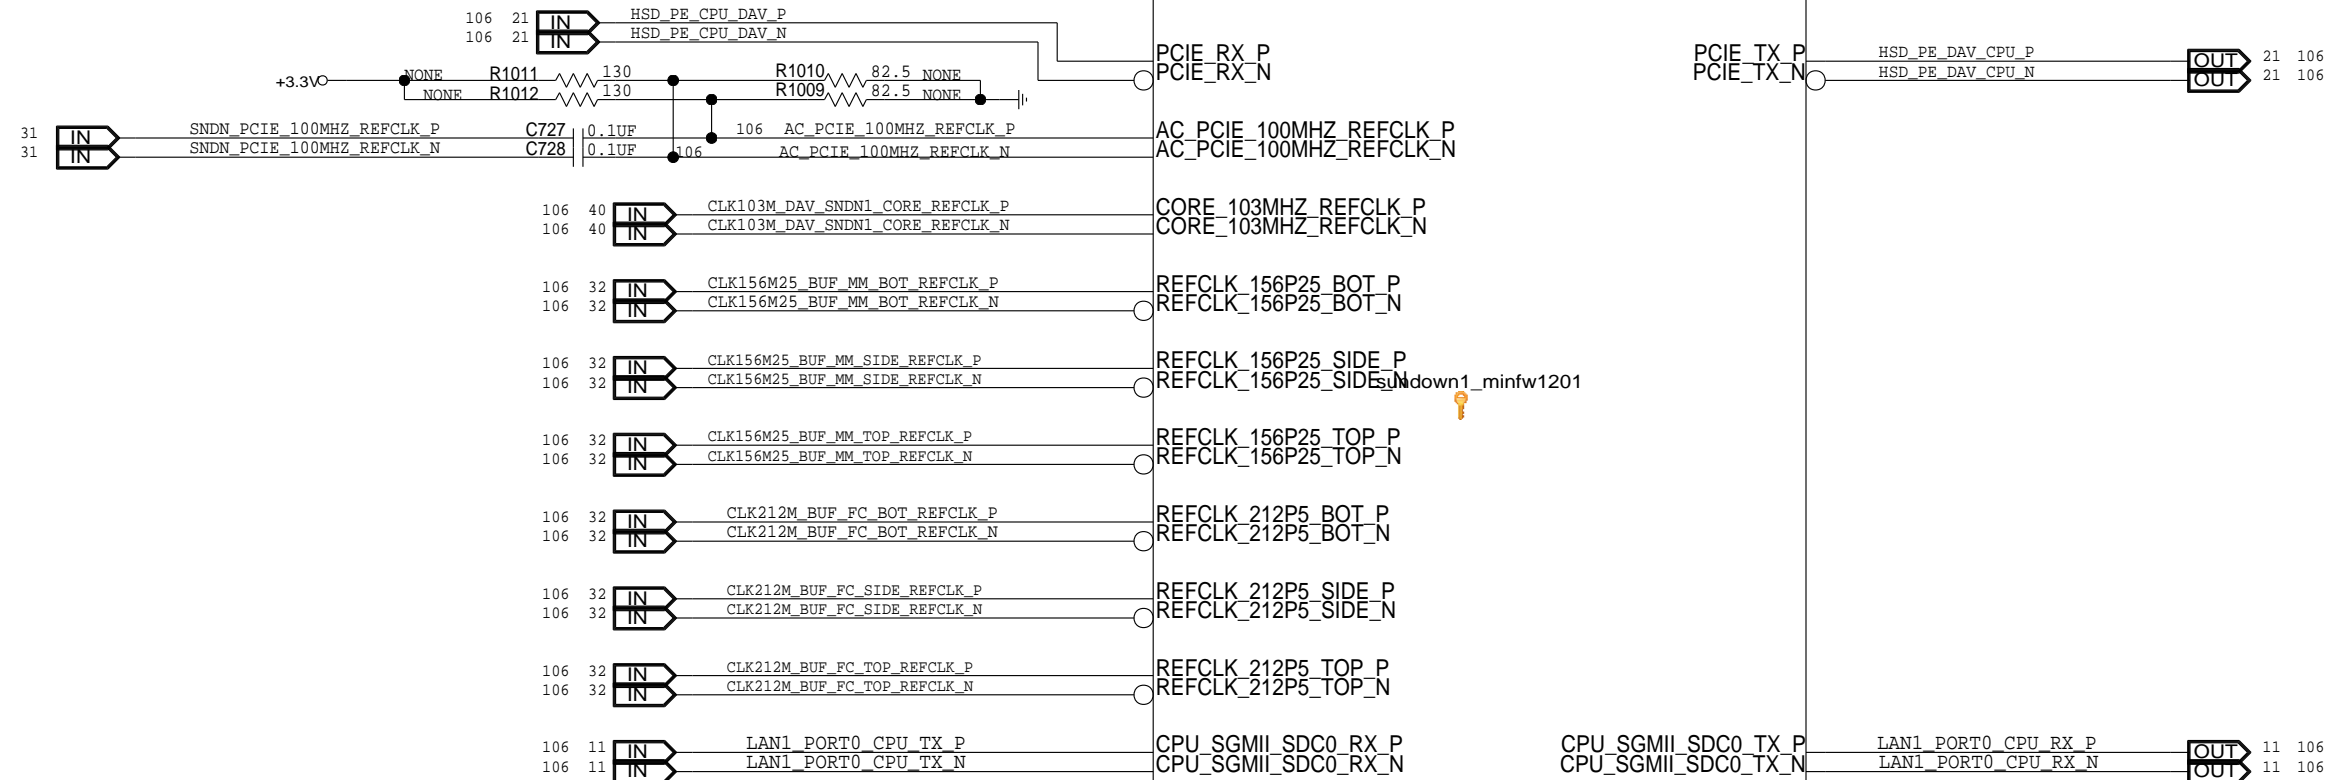 106 21 IN HSD_PE_CPU_DAV_P
106 21 IN HSD_PE_CPU_DAV_N
PCIE_RX_P PCIE_TX_P HSD_PE_DAV_CPU_P OUT 21 106
PCIE_RX_N PCIE_TX_N HSD_PE_DAV_CPU_N OUT 21 106
+3.3V NONE R1011 130 R1010 82.5 NONE
NONE R1012 130 R1009 82.5 NONE
31 IN SNDN_PCIE_100MHZ_REFCLK_P C727 0.1UF 106 AC_PCIE_100MHZ_REFCLK_P AC_PCIE_100MHZ_REFCLK_P
31 IN SNDN_PCIE_100MHZ_REFCLK_N C728 0.1UF 106 AC_PCIE_100MHZ_REFCLK_N AC_PCIE_100MHZ_REFCLK_N
106 40 IN CLK103M_DAV_SNDN1_CORE_REFCLK_P CORE_103MHZ_REFCLK_P
106 40 IN CLK103M_DAV_SNDN1_CORE_REFCLK_N CORE_103MHZ_REFCLK_N
106 32 IN CLK156M25_BUF_MM_BOT_REFCLK_P REFCLK_156P25_BOT_P
106 32 IN CLK156M25_BUF_MM_BOT_REFCLK_N REFCLK_156P25_BOT_N
106 32 IN CLK156M25_BUF_MM_SIDE_REFCLK_P REFCLK_156P25_SIDE_P
106 32 IN CLK156M25_BUF_MM_SIDE_REFCLK_N REFCLK_156P25_SIDE_N sundown1_minfw1201
106 32 IN CLK156M25_BUF_MM_TOP_REFCLK_P REFCLK_156P25_TOP_P
106 32 IN CLK156M25_BUF_MM_TOP_REFCLK_N REFCLK_156P25_TOP_N
106 32 IN CLK212M_BUF_FC_BOT_REFCLK_P REFCLK_212P5_BOT_P
106 32 IN CLK212M_BUF_FC_BOT_REFCLK_N REFCLK_212P5_BOT_N
106 32 IN CLK212M_BUF_FC_SIDE_REFCLK_P REFCLK_212P5_SIDE_P
106 32 IN CLK212M_BUF_FC_SIDE_REFCLK_N REFCLK_212P5_SIDE_N
106 32 IN CLK212M_BUF_FC_TOP_REFCLK_P REFCLK_212P5_TOP_P
106 32 IN CLK212M_BUF_FC_TOP_REFCLK_N REFCLK_212P5_TOP_N
106 11 IN LAN1_PORT0_CPU_TX_P CPU_SGMII_SDC0_RX_P CPU_SGMII_SDC0_TX_P LAN1_PORT0_CPU_RX_P OUT 11 106
106 11 IN LAN1_PORT0_CPU_TX_N CPU_SGMII_SDC0_RX_N CPU_SGMII_SDC0_TX_N LAN1_PORT0_CPU_RX_N OUT 11 106